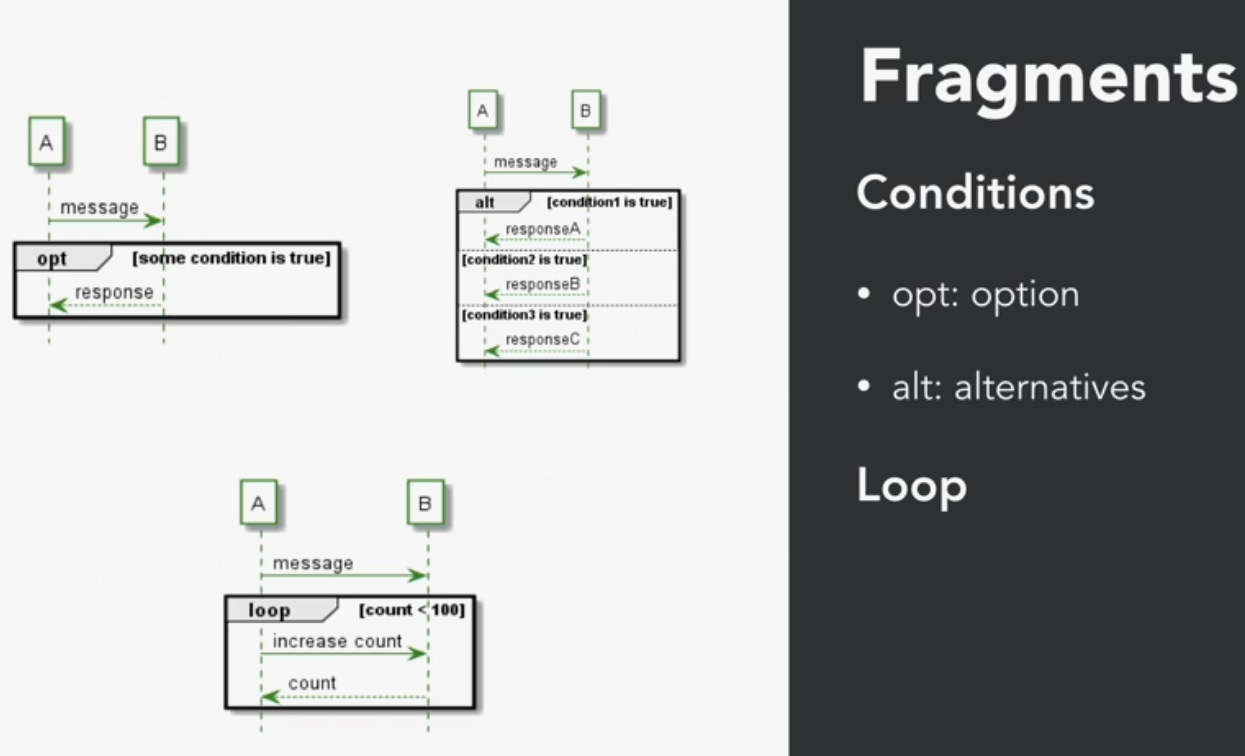 A B
message
opt [some condition is true]
response
A B
message
alt [condition1 is true]
responseA
[condition2 is true]
responseB
[condition3 is true]
responseC
A B
message
loop [count < 100]
increase count
count
Fragments
Conditions
• opt: option
• alt: alternatives
Loop